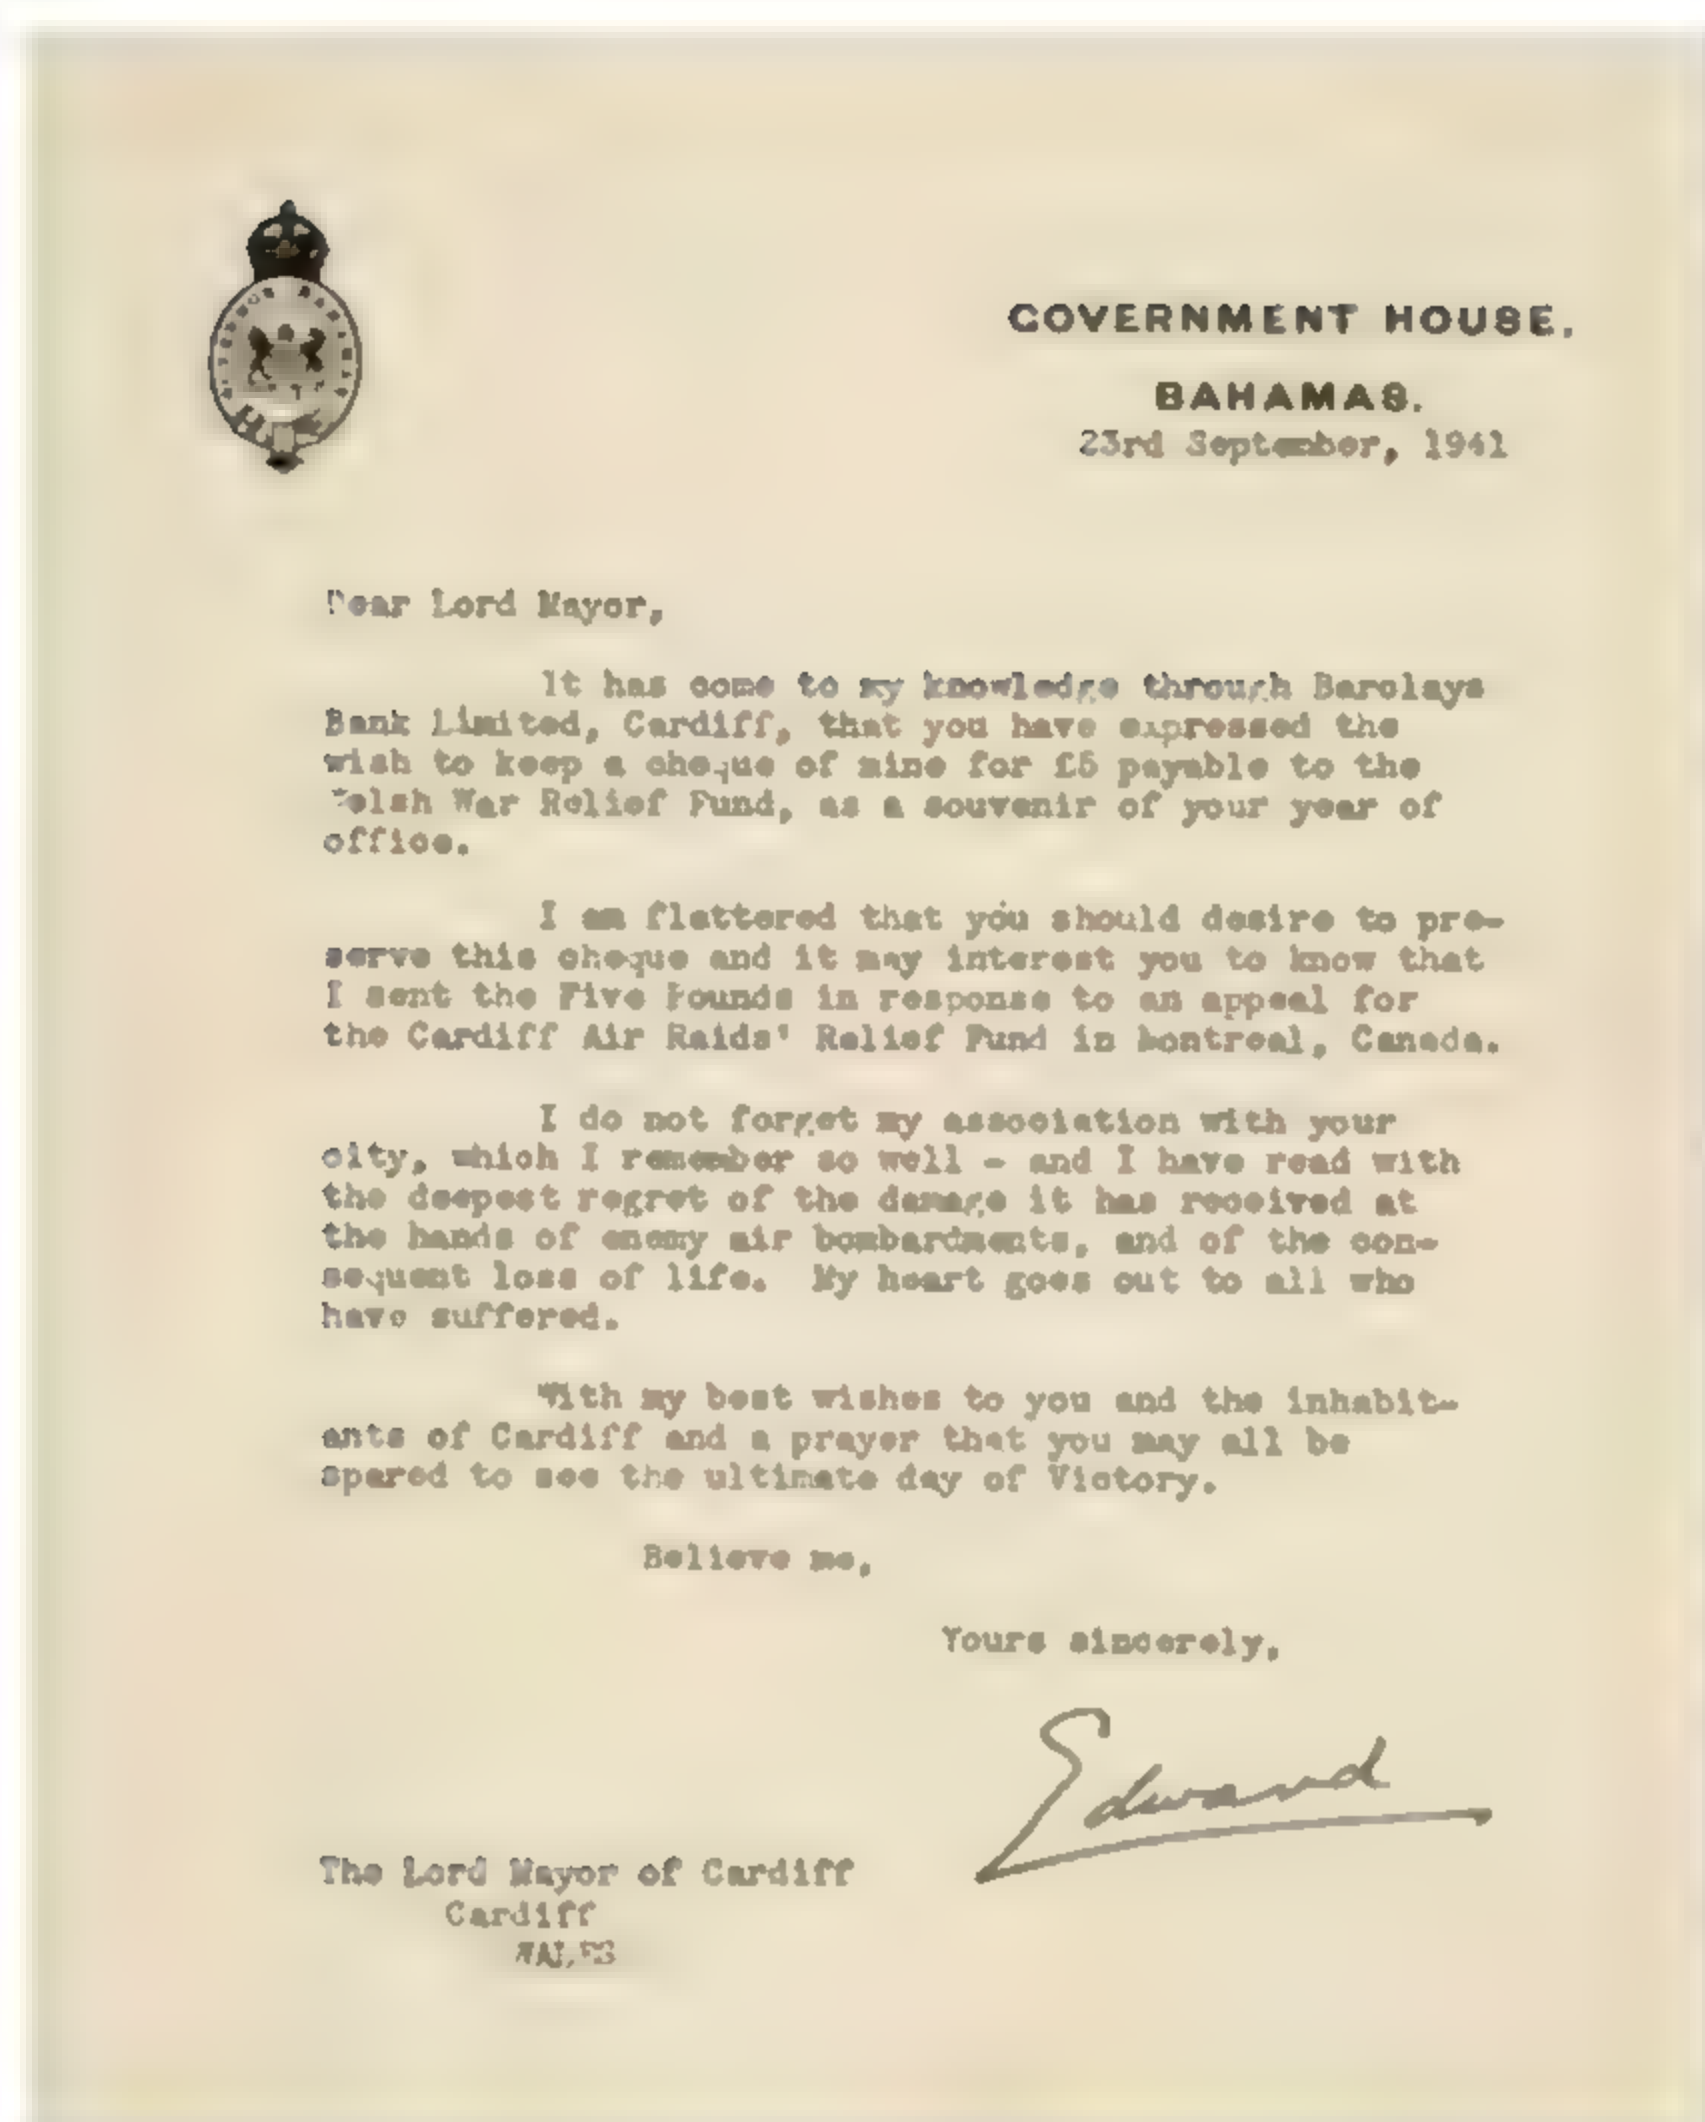 GOVERNMENT HOUSE,
BAHAMAS.
23rd September, 1941
Dear Lord Mayor,
It has come to my knowledge through Barclays
Bank Limited, Cardiff, that you have expressed the
wish to keep a cheque of mine for £5 payable to the
Welsh War Relief Fund, as a souvenir of your year of
office.
I am flattered that you should desire to pre-
serve this cheque and it may interest you to know that
I sent the Five Pounds in response to an appeal for
the Cardiff Air Raids' Relief Fund in Montreal, Canada.
I do not forget my association with your
city, which I remember so well - and I have read with
the deepest regret of the damage it has received at
the hands of enemy air bombardments, and of the con-
sequent loss of life. My heart goes out to all who
have suffered.
With my best wishes to you and the inhabit-
ants of Cardiff and a prayer that you may all be
spared to see the ultimate day of Victory.
Believe me,
Yours sincerely,
Edward
The Lord Mayor of Cardiff
Cardiff
WALES